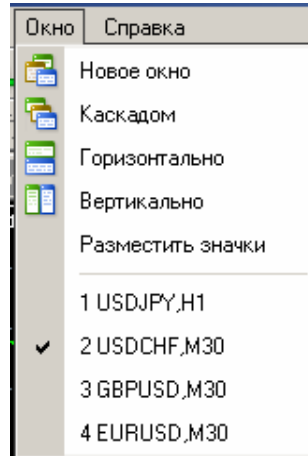 Окно Справка
Новое окно
Каскадом
Горизонтально
Вертикально
Разместить значки
1 USDJPY,H1
2 USDCHF,M30
3 GBPUSD,M30
4 EURUSD,M30